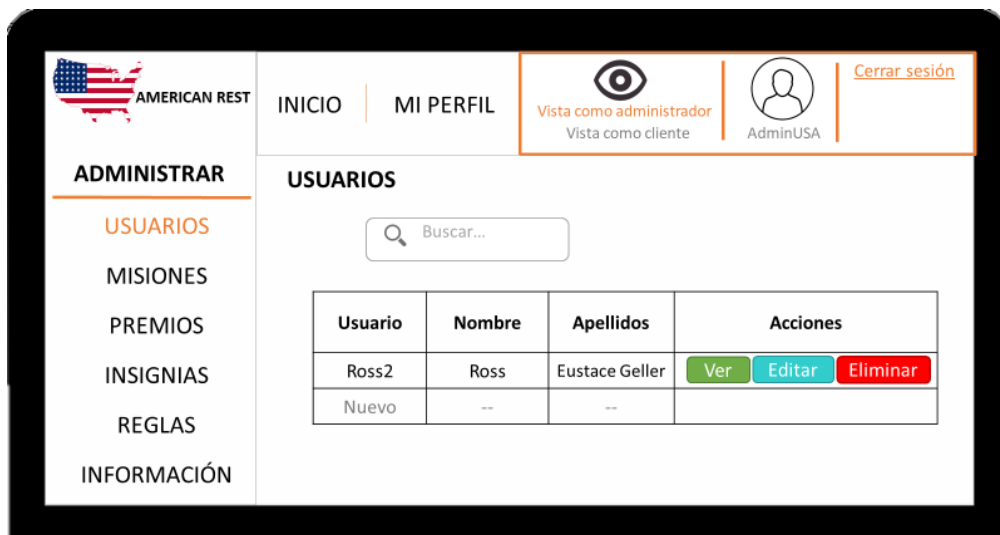 AMERICAN REST
INICIO
MI PERFIL
Vista como administrador
Vista como cliente
AdminUSA
Cerrar sesión
ADMINISTRAR
USUARIOS
MISIONES
PREMIOS
INSIGNIAS
REGLAS
INFORMACIÓN
USUARIOS
Buscar...
Usuario Nombre Apellidos Acciones
Ross2 Ross Eustace Geller Ver Editar Eliminar
Nuevo -- --